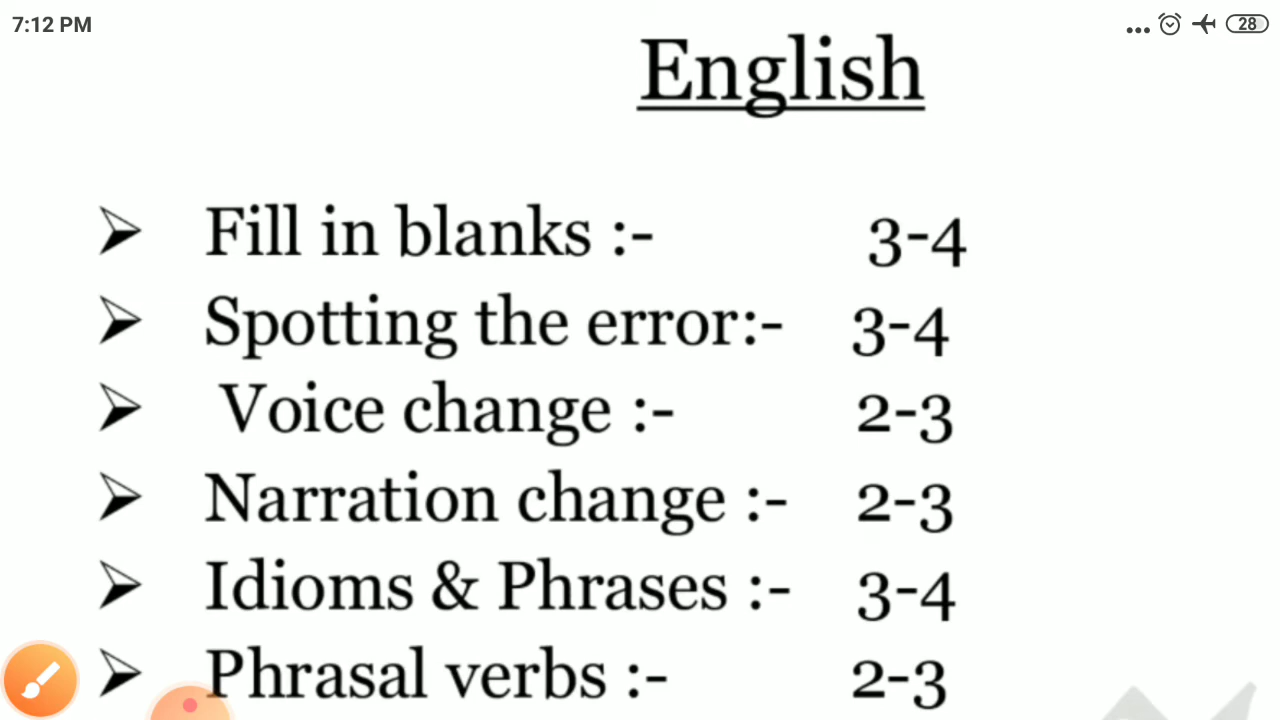 7:12 PM 28
English
➢ Fill in blanks :- 3-4
➢ Spotting the error:- 3-4
➢ Voice change :- 2-3
➢ Narration change :- 2-3
➢ Idioms & Phrases :- 3-4
➢ Phrasal verbs :- 2-3